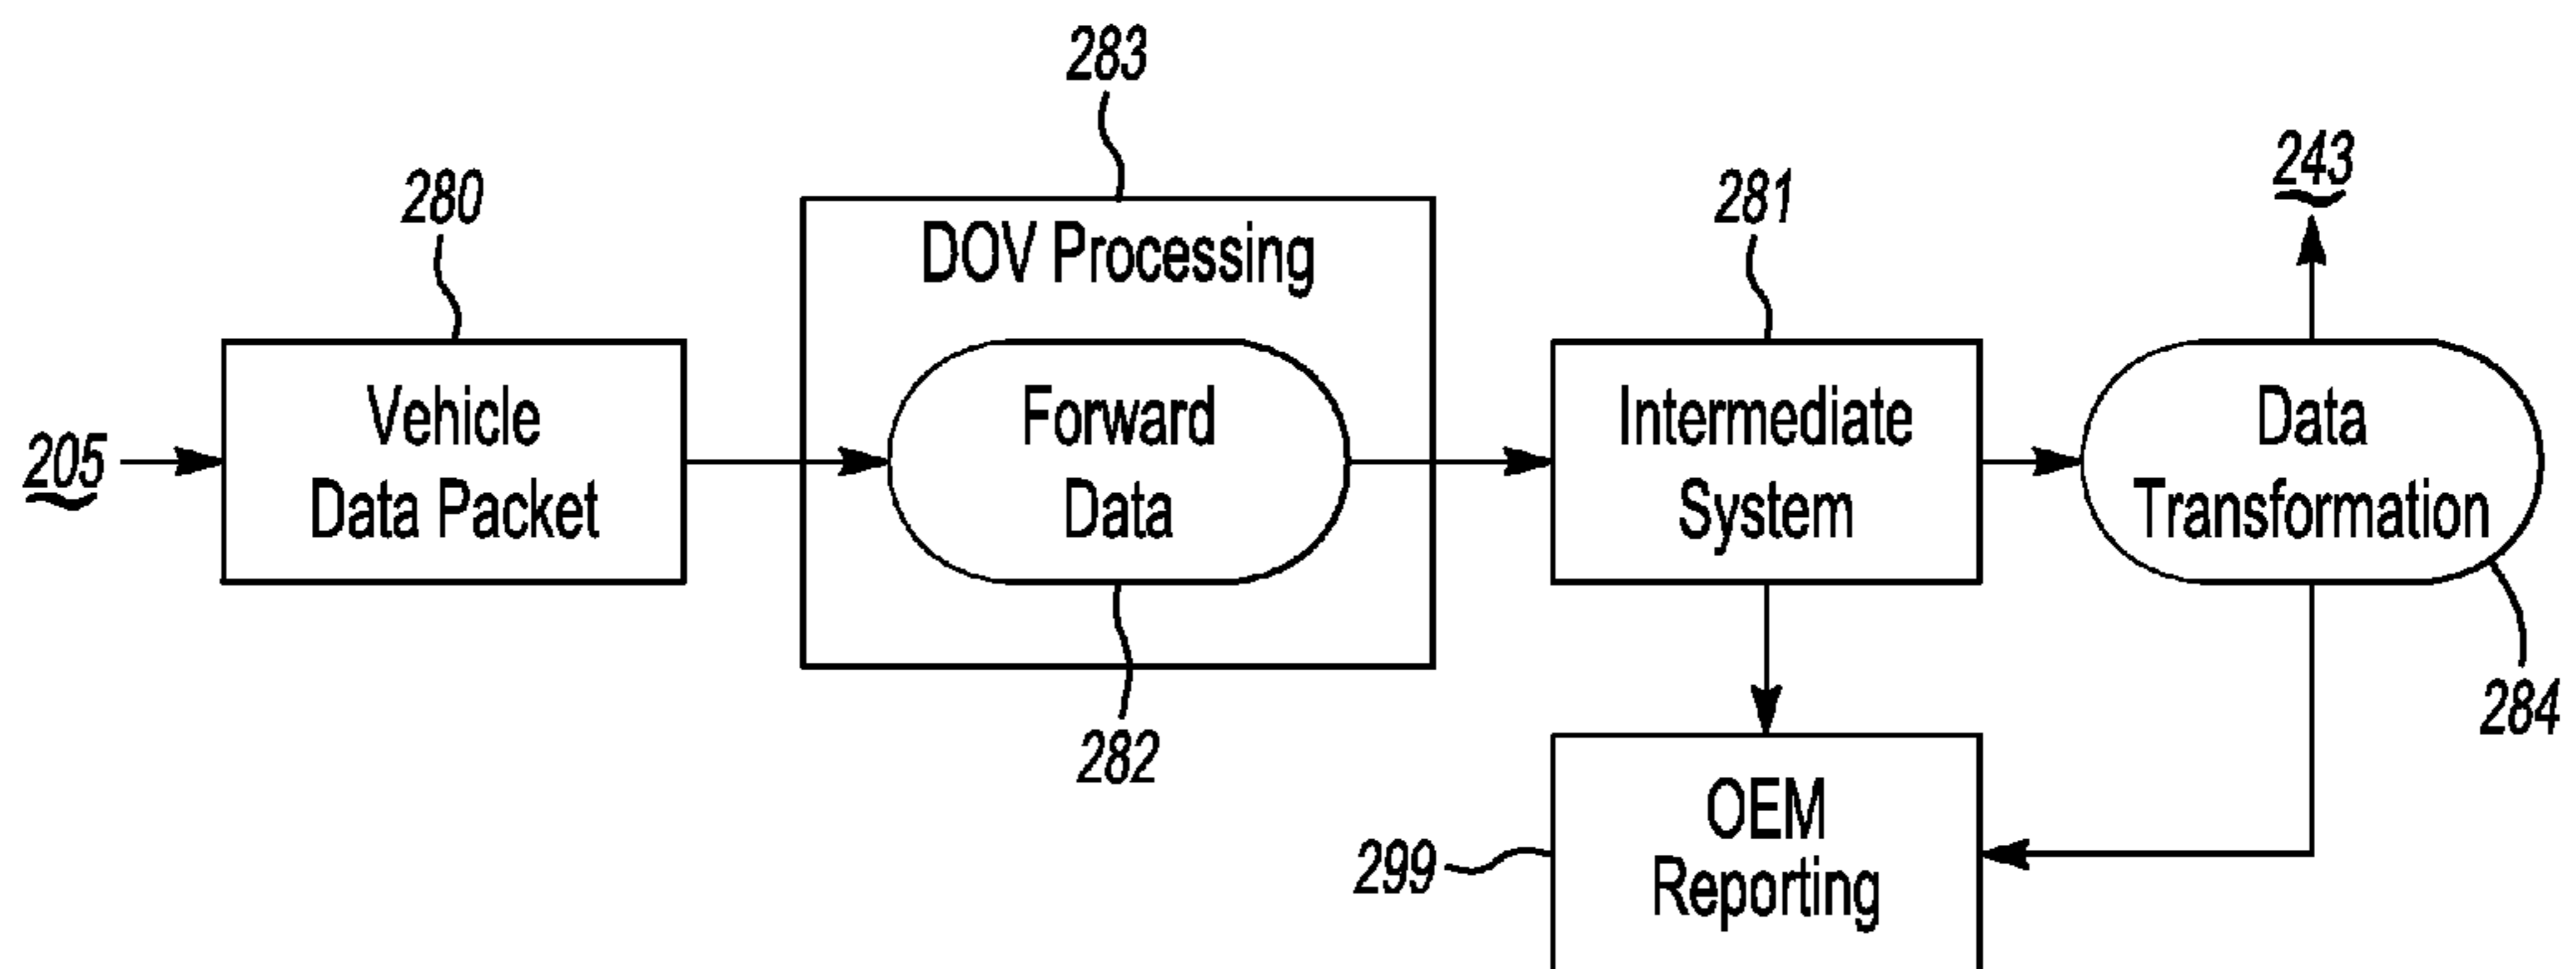 283
243
280
281
DOV Processing
Vehicle
Data Packet
Forward
Data
Intermediate
System
Data
Transformation
205
284
282
OEM
Reporting
299